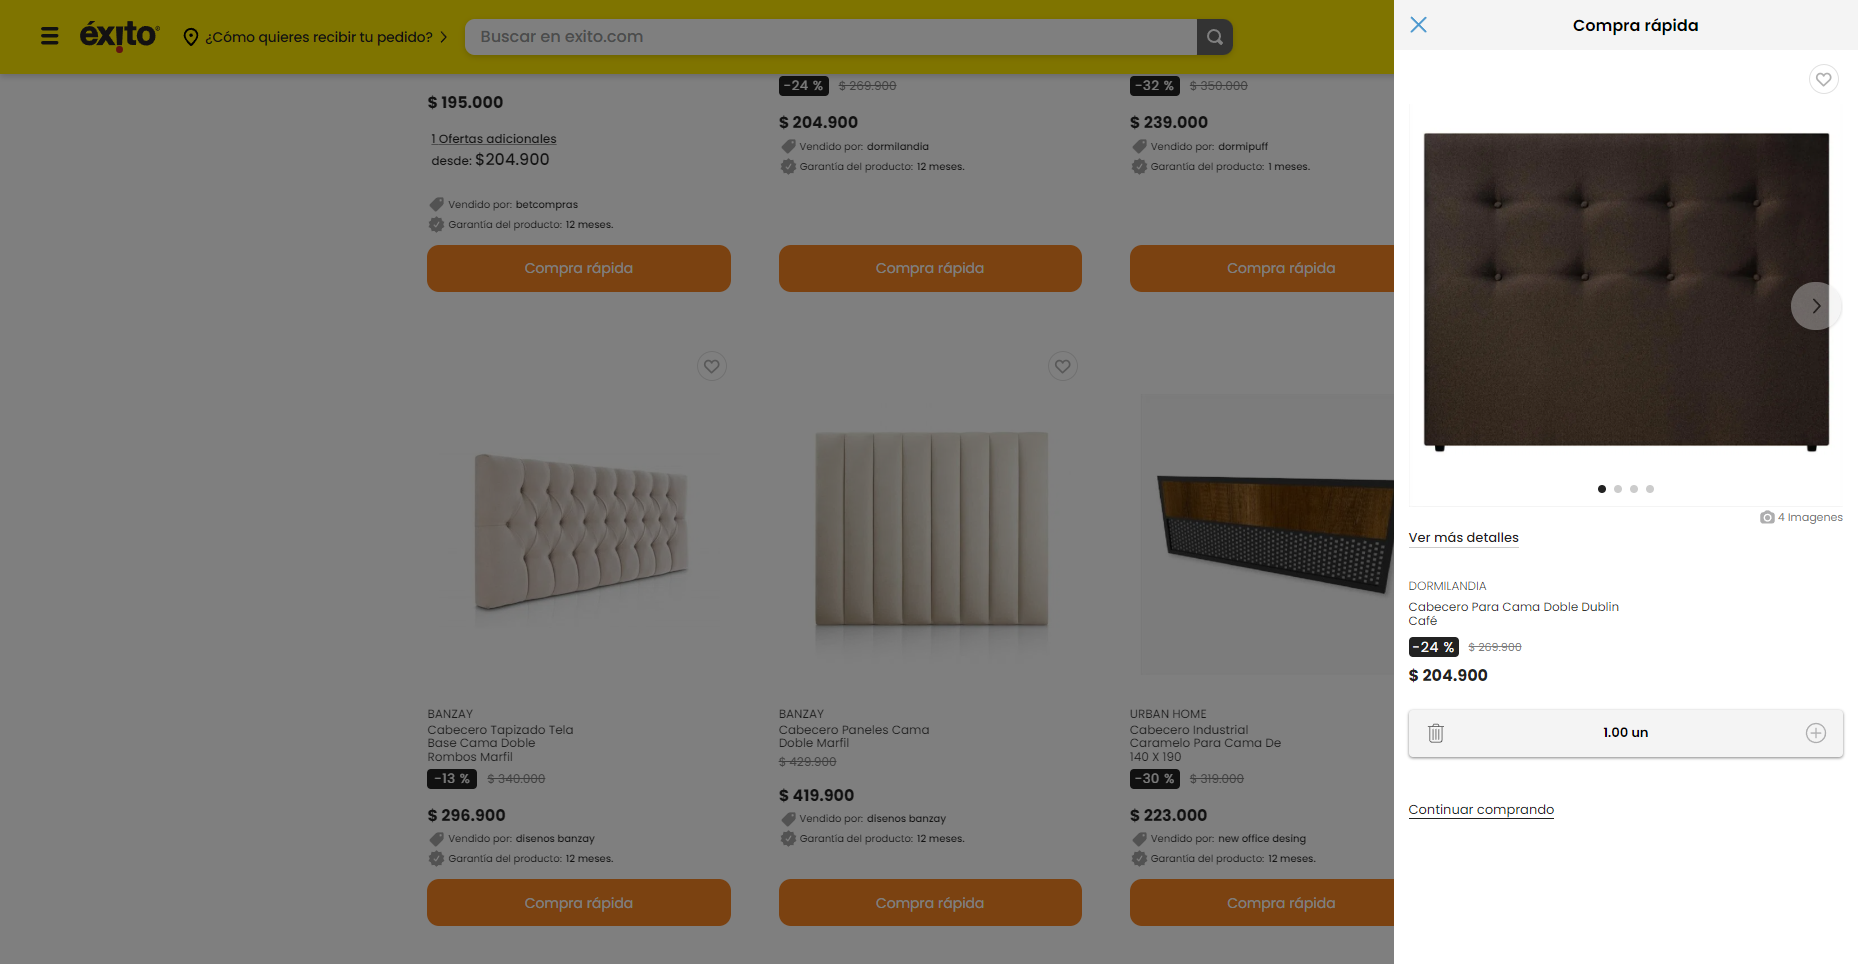 éxito
¿Cómo quieres recibir tu pedido?
Buscar en exito.com
$ 195.000
1 Ofertas adicionales
desde: $204.900
Vendido por: betcompras
Garantía del producto: 12 meses.
Compra rápida
-24 % $ 269.900
$ 204.900
Vendido por: dormilandia
Garantía del producto: 12 meses.
Compra rápida
-32 % $ 350.000
$ 239.000
Vendido por: dormipuff
Garantía del producto: 1 meses.
Compra rápida
BANZAY
Cabecero Tapizado Tela
Base Cama Doble
Rombos Marfil
-13 % $ 340.000
$ 296.900
Vendido por: disenos banzay
Garantía del producto: 12 meses.
Compra rápida
BANZAY
Cabecero Paneles Cama
Doble Marfil
$ 429.900
$ 419.900
Vendido por: disenos banzay
Garantía del producto: 12 meses.
Compra rápida
URBAN HOME
Cabecero Industrial
Caramelo Para Cama De
140 X 190
-30 % $ 319.000
$ 223.000
Vendido por: new office desing
Garantía del producto: 12 meses.
Compra rápida
Compra rápida
4 Imagenes
Ver más detalles
DORMILANDIA
Cabecero Para Cama Doble Dublin
Café
-24 % $ 269.900
$ 204.900
1.00 un
Continuar comprando